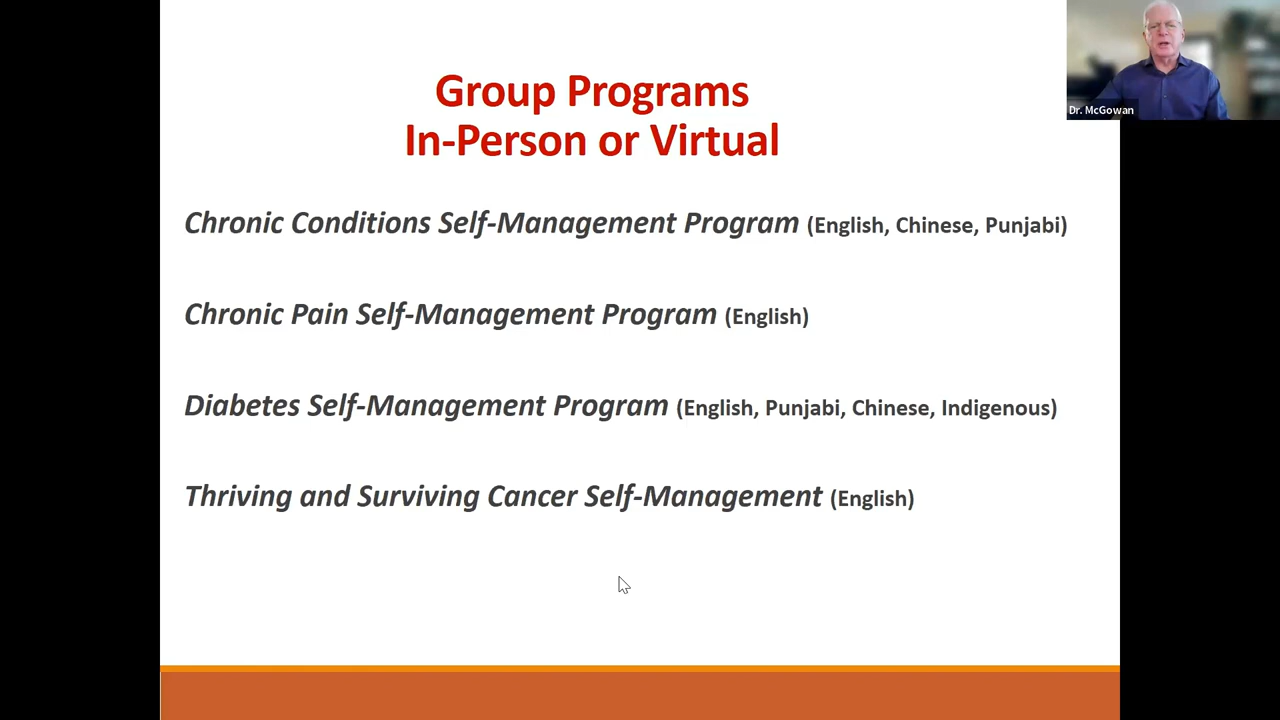 Group Programs
In-Person or Virtual
Chronic Conditions Self-Management Program (English, Chinese, Punjabi)
Chronic Pain Self-Management Program (English)
Diabetes Self-Management Program (English, Punjabi, Chinese, Indigenous)
Thriving and Surviving Cancer Self-Management (English)
Dr. McGowan